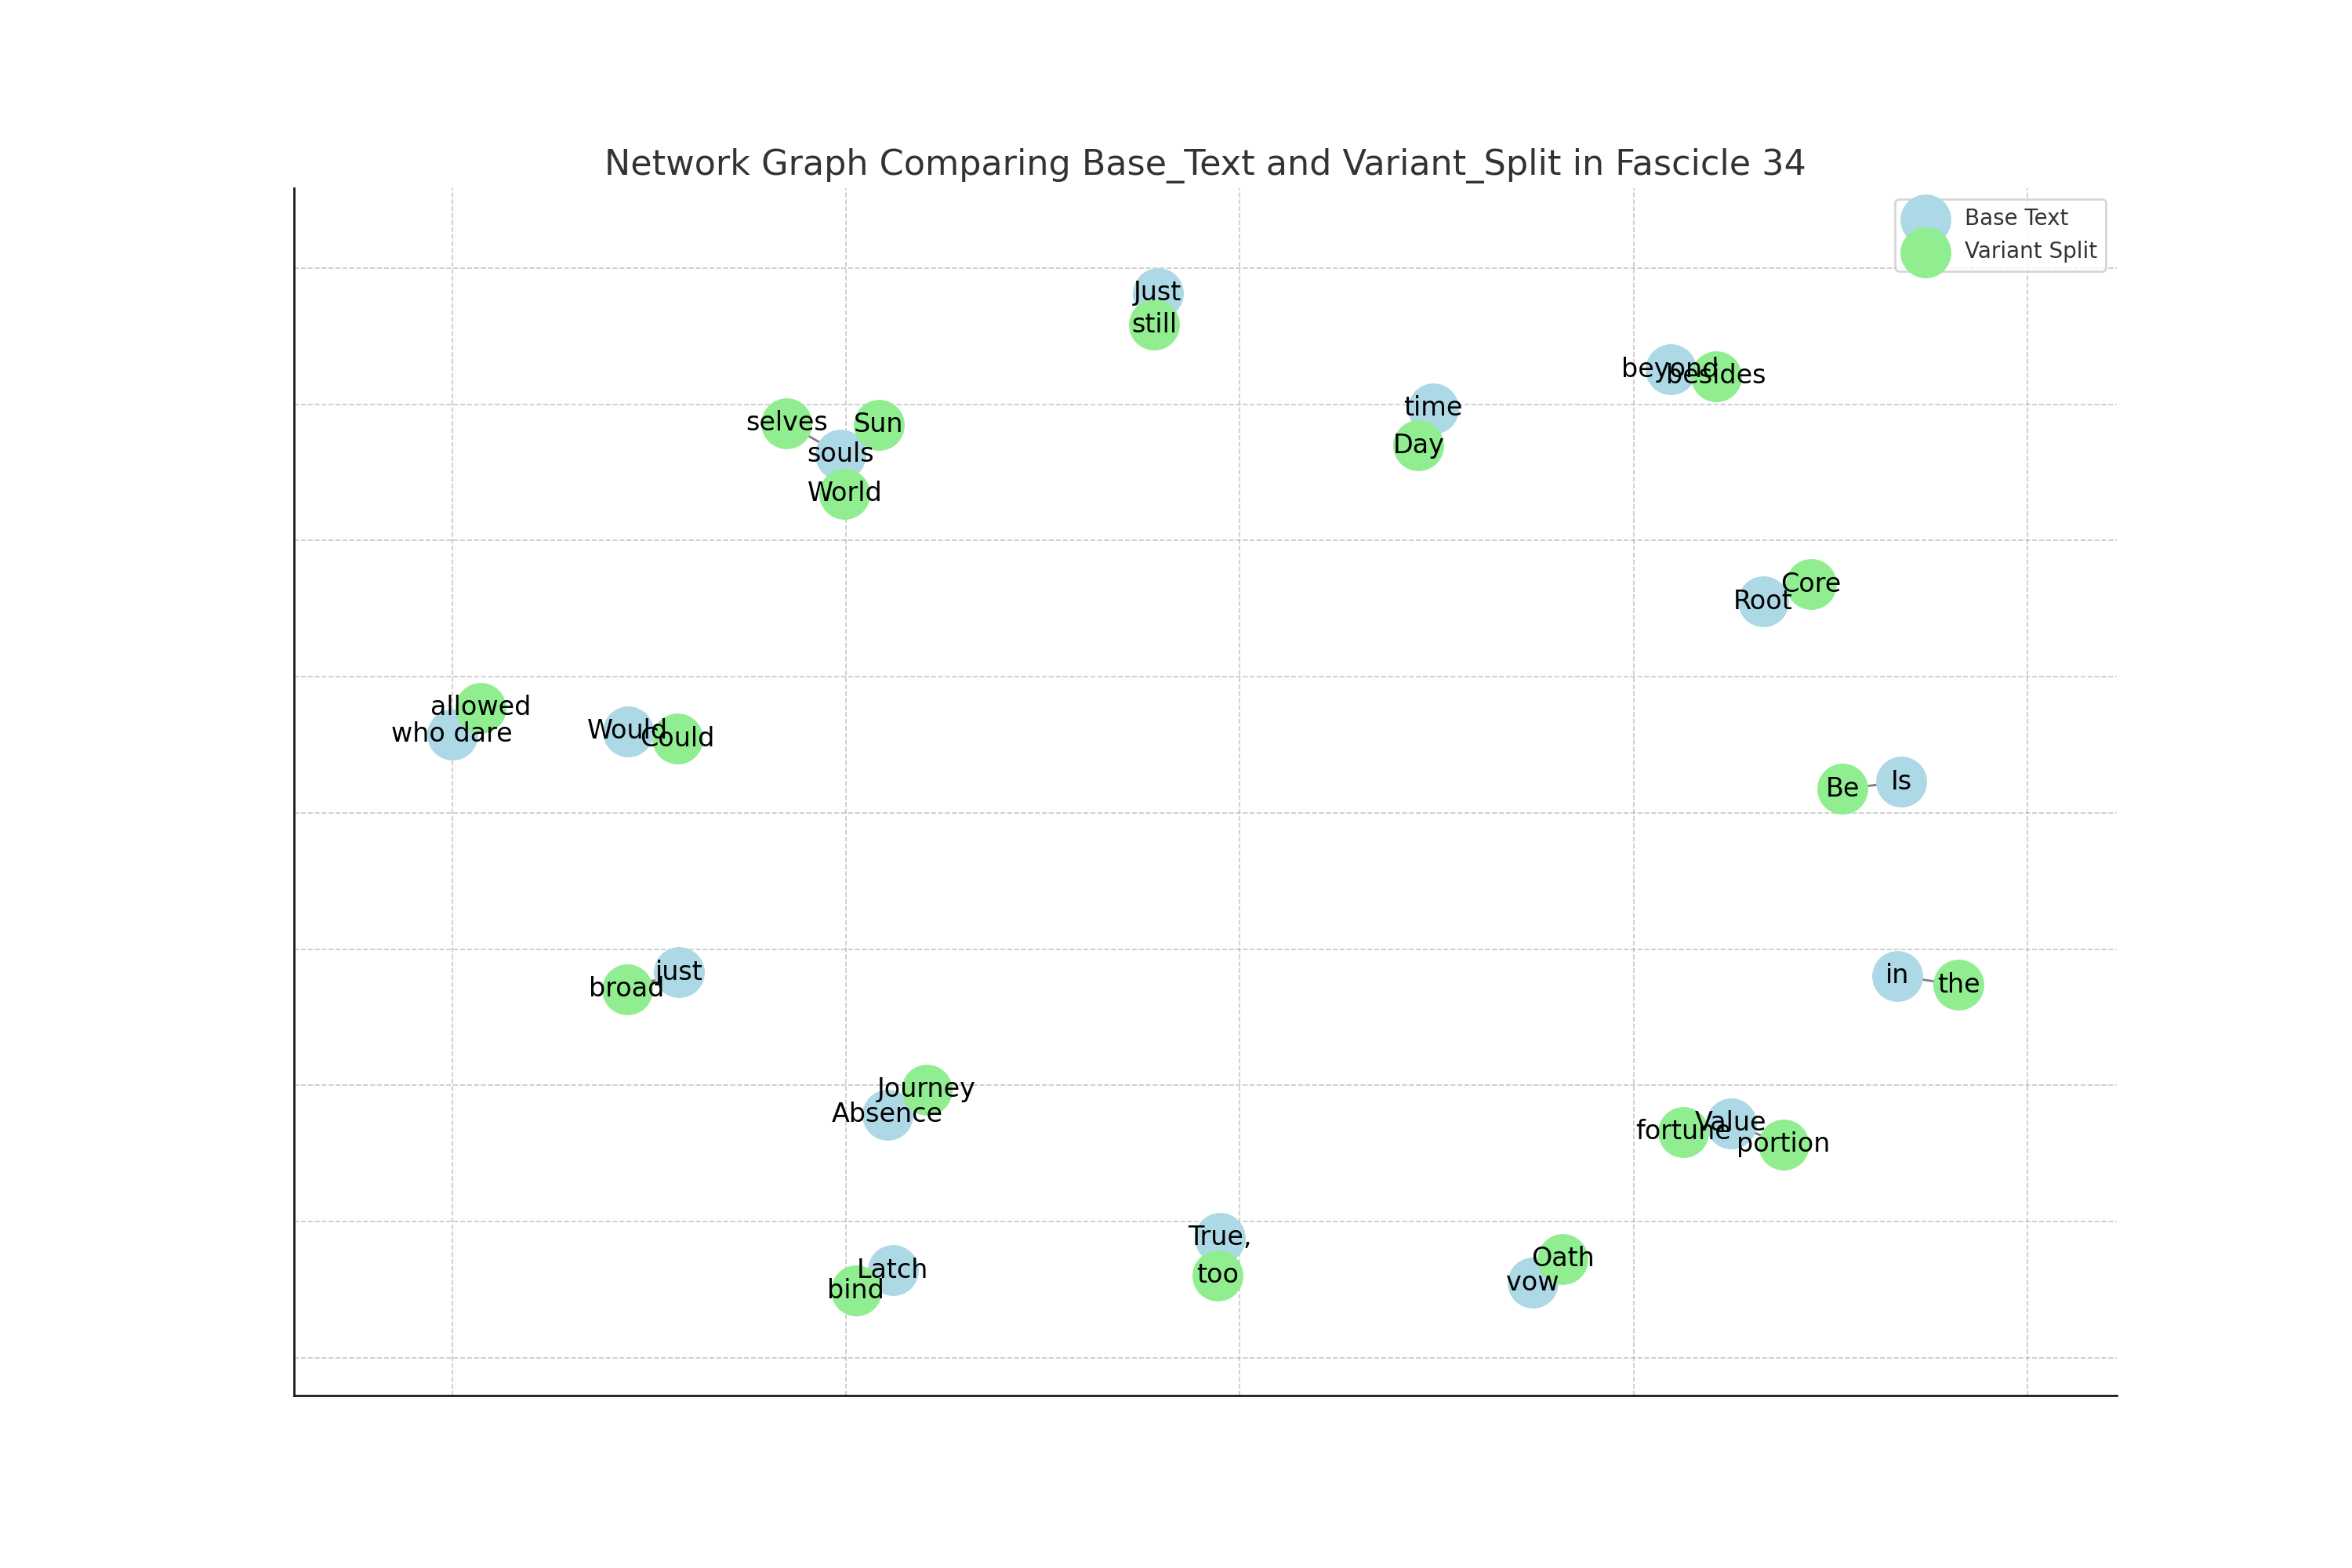 Network Graph Comparing Base_Text and Variant_Split in Fascicle 34
Base Text
Variant Split
Just
still
beyond
besides
time
Day
selves
Sun
souls
World
Root
Core
allowed
who dare
Would
Could
Be
Is
just
broad
in
the
Journey
Absence
fortune
Value
portion
True,
too
Latch
bind
Oath
vow